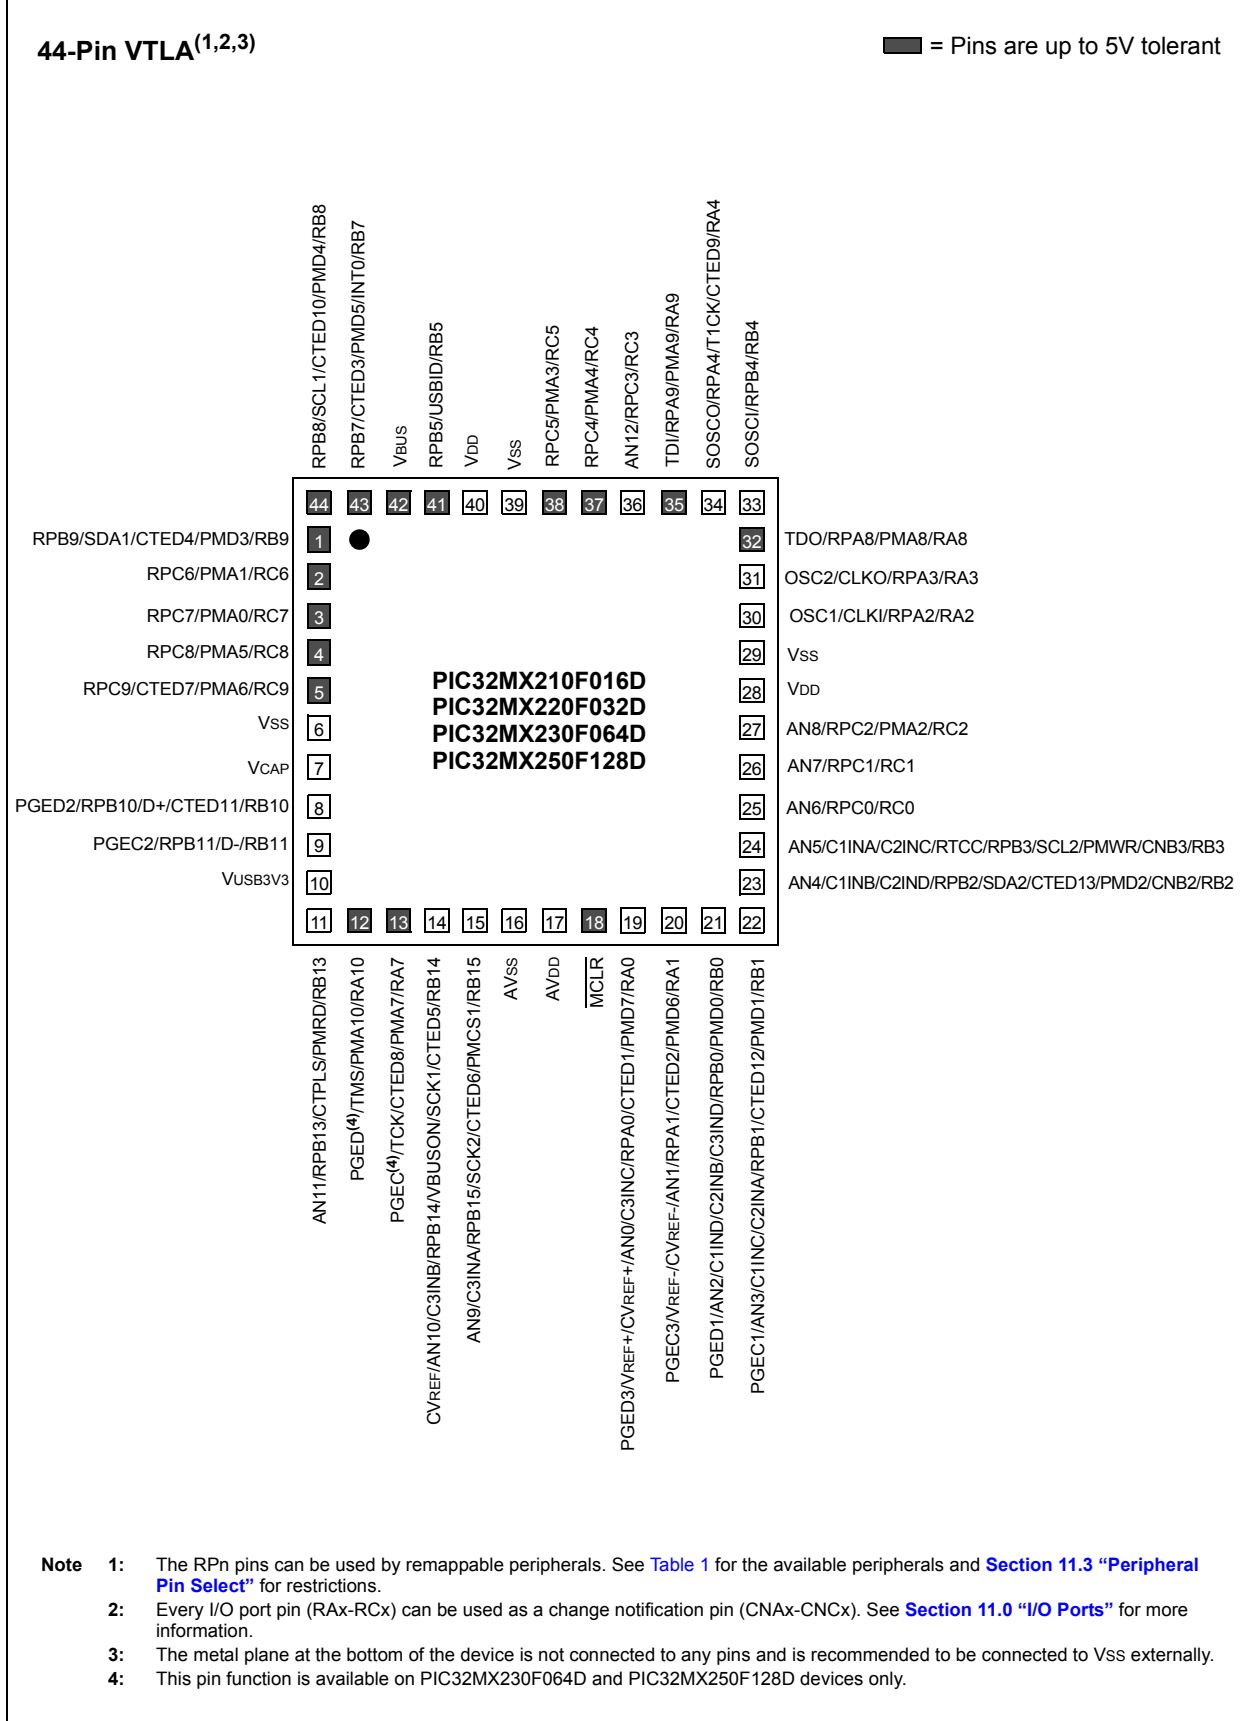 44-Pin VTLA(1,2,3)
= Pins are up to 5V tolerant
RPB8/SCL1/CTED10/PMD4/RB8
RPB7/CTED3/PMD5/INT0/RB7
VBUS
RPB5/USBID/RB5
VDD
VSS
RPC5/PMA3/RC5
RPC4/PMA4/RC4
AN12/RPC3/RC3
TDI/RPA9/PMA9/RA9
SOSCO/RPA4/T1CK/CTED9/RA4
SOSCI/RPB4/RB4
44 43 42 41 40 39 38 37 36 35 34 33
RPB9/SDA1/CTED4/PMD3/RB9 1
RPC6/PMA1/RC6 2
RPC7/PMA0/RC7 3
RPC8/PMA5/RC8 4
RPC9/CTED7/PMA6/RC9 5
VSS 6
VCAP 7
PGED2/RPB10/D+/CTED11/RB10 8
PGEC2/RPB11/D-/RB11 9
VUSB3V3 10
PIC32MX210F016D
PIC32MX220F032D
PIC32MX230F064D
PIC32MX250F128D
32 TDO/RPA8/PMA8/RA8
31 OSC2/CLKO/RPA3/RA3
30 OSC1/CLKI/RPA2/RA2
29 VSS
28 VDD
27 AN8/RPC2/PMA2/RC2
26 AN7/RPC1/RC1
25 AN6/RPC0/RC0
24 AN5/C1INA/C2INC/RTCC/RPB3/SCL2/PMWR/CNB3/RB3
23 AN4/C1INB/C2IND/RPB2/SDA2/CTED13/PMD2/CNB2/RB2
11 12 13 14 15 16 17 18 19 20 21 22
AN11/RPB13/CTPLS/PMRD/RB13
PGED(4)/TMS/PMA10/RA10
PGEC(4)/TCK/CTED8/PMA7/RA7
CVREF/AN10/C3INB/RPB14/VBUSON/SCK1/CTED5/RB14
AN9/C3INA/RPB15/SCK2/CTED6/PMCS1/RB15
AVSS
AVDD
MCLR
PGED3/VREF+/CVREF+/AN0/C3INC/RPA0/CTED1/PMD7/RA0
PGEC3/VREF-/CVREF-/AN1/RPA1/CTED2/PMD6/RA1
PGED1/AN2/C1IND/C2INB/C3IND/RPB0/PMD0/RB0
PGEC1/AN3/C1INC/C2INA/RPB1/CTED12/PMD1/RB1
Note 1: The RPn pins can be used by remappable peripherals. See Table 1 for the available peripherals and Section 11.3 “Peripheral
Pin Select” for restrictions.
2: Every I/O port pin (RAx-RCx) can be used as a change notification pin (CNAx-CNCx). See Section 11.0 “I/O Ports” for more
information.
3: The metal plane at the bottom of the device is not connected to any pins and is recommended to be connected to VSS externally.
4: This pin function is available on PIC32MX230F064D and PIC32MX250F128D devices only.